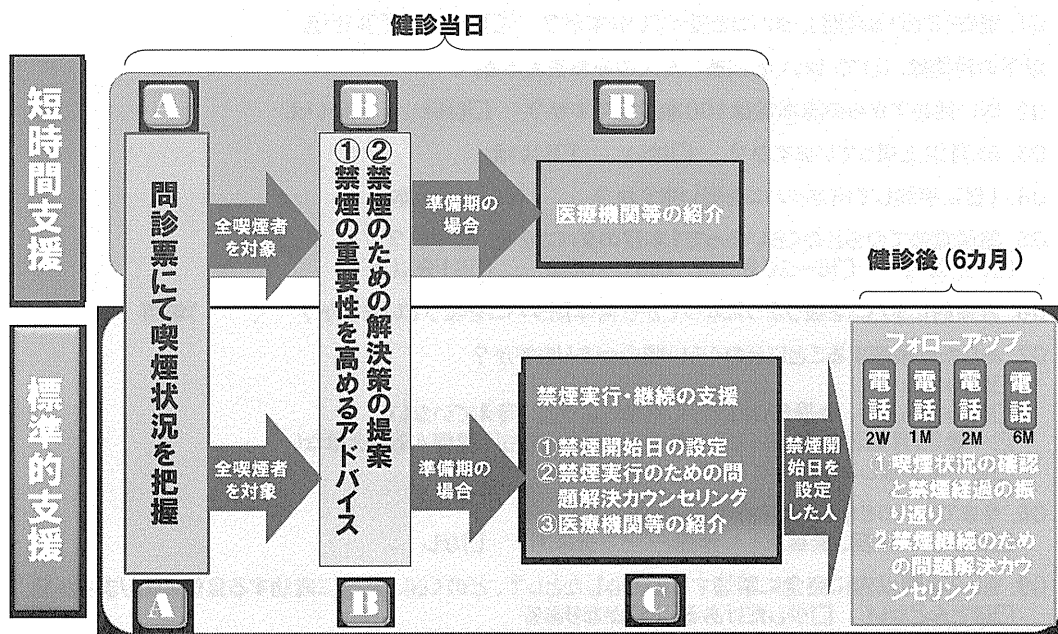 健診当日
短時間支援
A
B
R
問診票にて喫煙状況を把握
全喫煙者
を対象
①禁煙の重要性を高めるアドバイス
②禁煙のための解決策の提案
準備期の
場合
医療機関等の紹介
健診後(6カ月)
標準的支援
全喫煙者
を対象
準備期の
場合
禁煙実行・継続の支援
①禁煙開始日の設定
②禁煙実行のための問
題解決カウンセリング
③医療機関等の紹介
禁煙開
始日を
設定
した人
フォローアップ
電話
電話
電話
電話
2W
1M
2M
6M
1 喫煙状況の確認
と禁煙経過の振
り返り
2 禁煙継続のため
の問題解決カウ
ンセリング
A
B
C